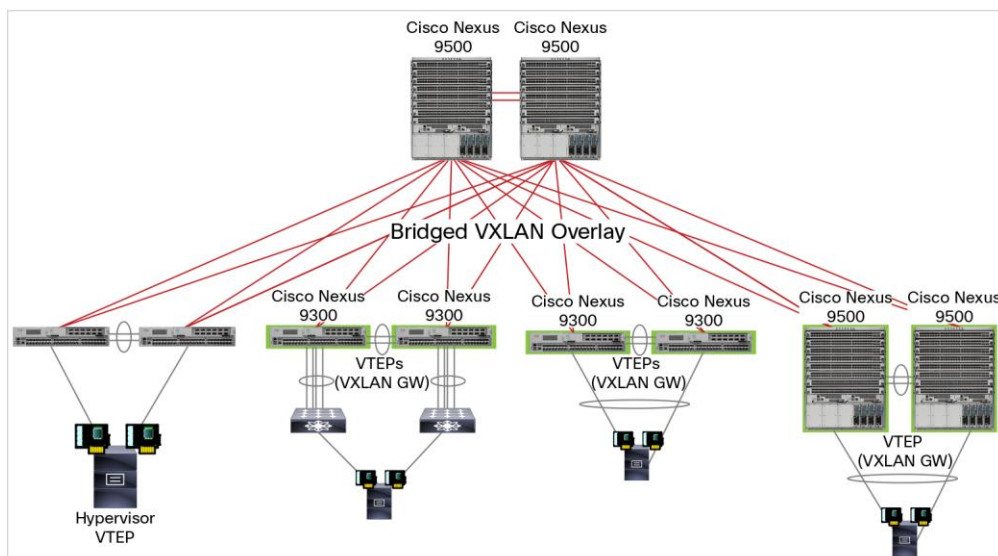 Cisco Nexus
9500
Cisco Nexus
9500
Bridged VXLAN Overlay
Cisco Nexus
9300
Cisco Nexus
9300
Cisco Nexus
9300
Cisco Nexus
9300
Cisco Nexus
9500
Cisco Nexus
9500
VTEPs
(VXLAN GW)
VTEPs
(VXLAN GW)
VTEP
(VXLAN GW)
Hypervisor
VTEP